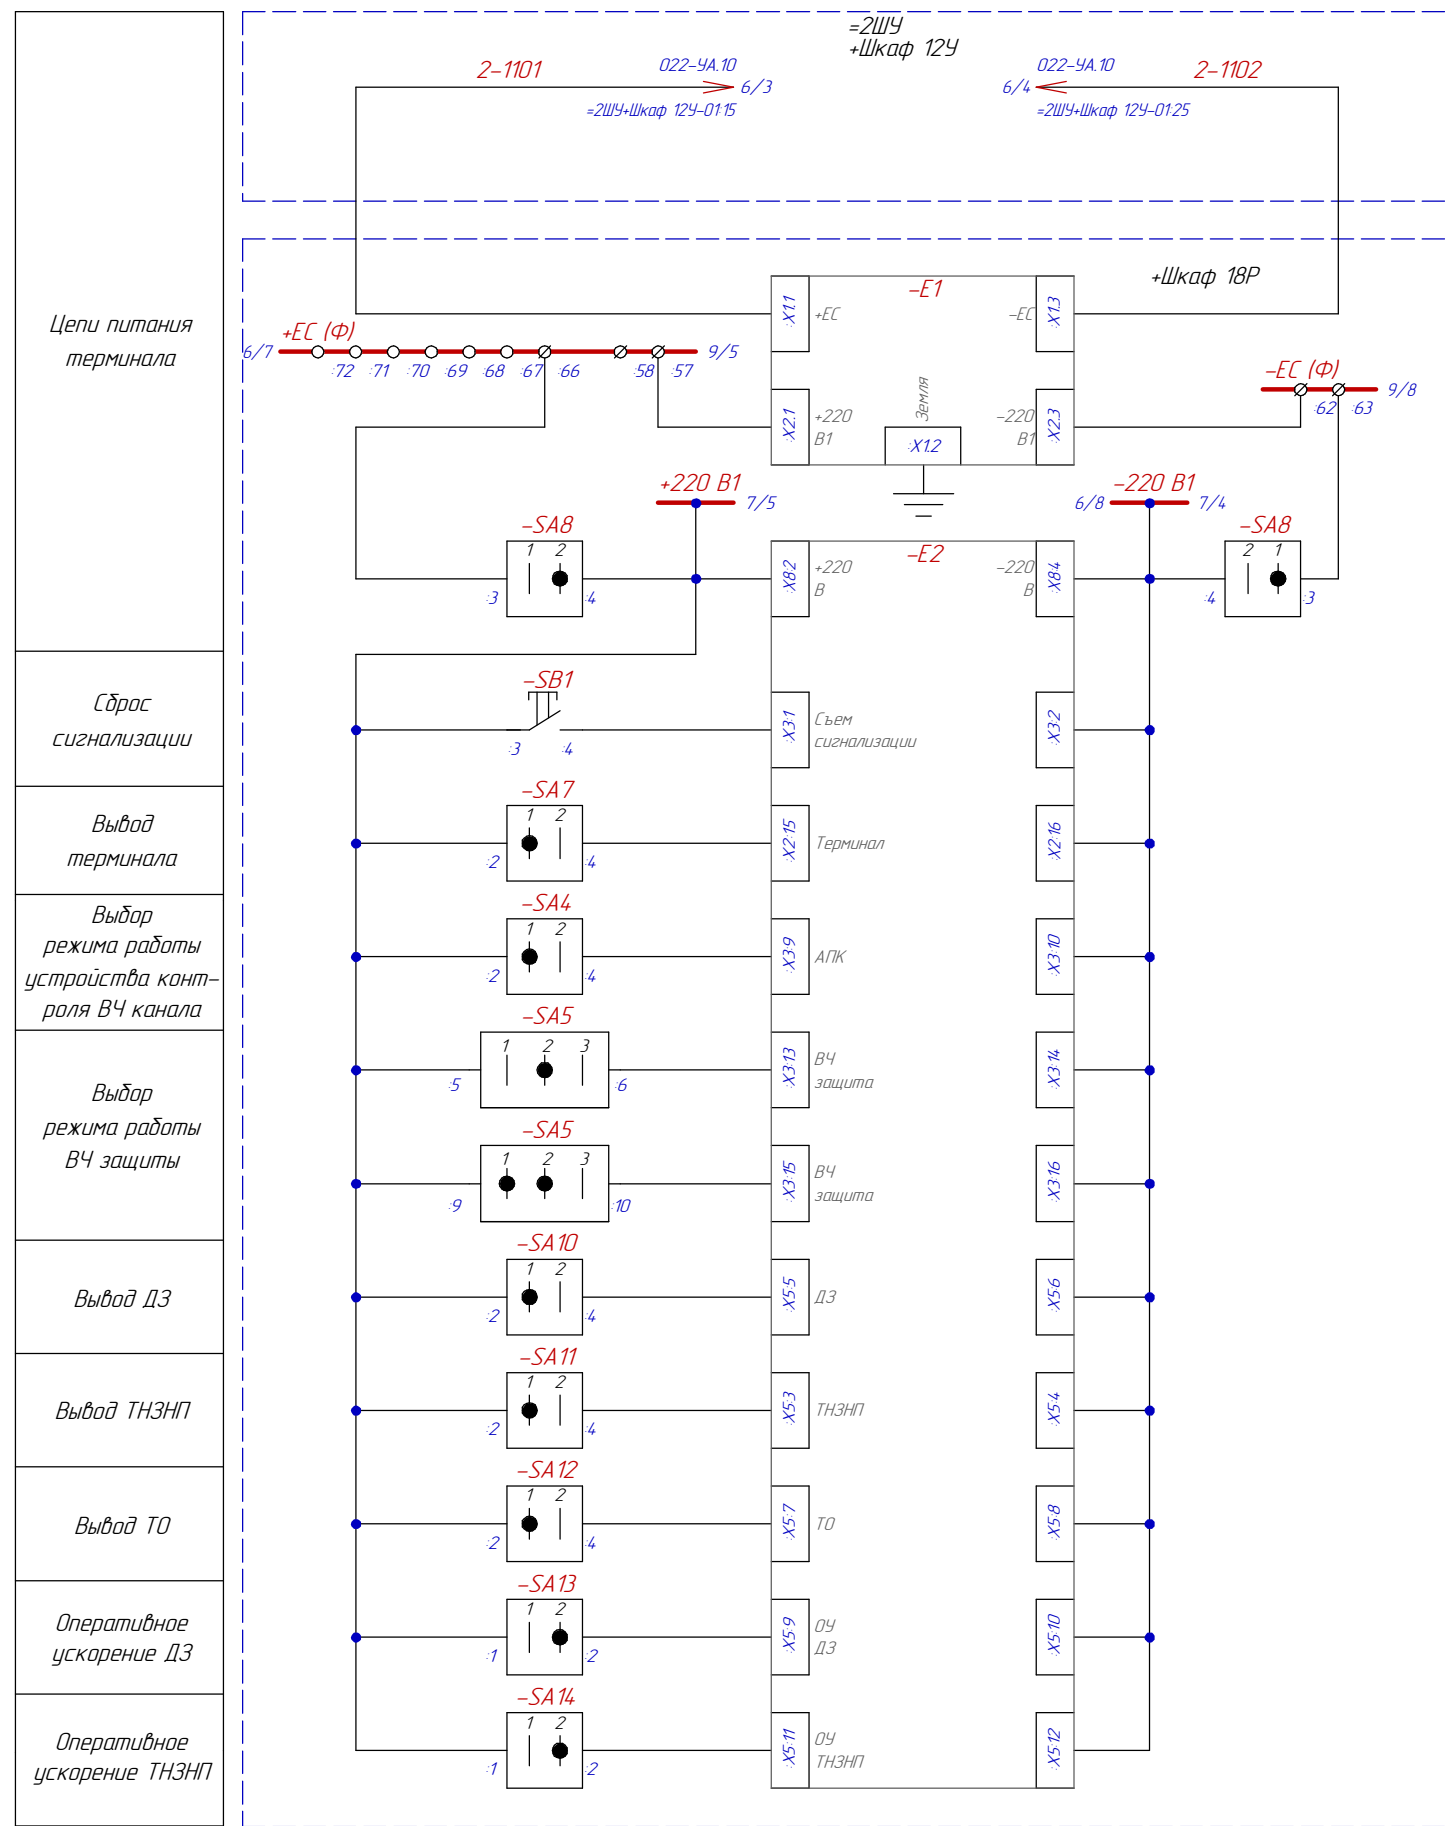 =2ШУ
+Шкаф 12У
2-1101
022-УА.10
6/3
=2ШУ+Шкаф 12У-01:15
022-УА.10
2-1102
6/4
=2ШУ+Шкаф 12У-01:25
Цепи питания
терминала
+Шкаф 18Р
-E1
:X1:1
+ЕС
-ЕС
:X1:3
+ЕС (Ф)
6/7
9/5
:72
:71
:70
:69
:68
:67
:66
:58
:57
:X2:1
+220
В1
Земля
:X1:2
-220
В1
:X2:3
-ЕС (Ф)
9/8
:62
:63
+220 В1
7/5
-220 В1
6/8
7/4
-SA8
1 2
:3
:4
-E2
:X8:2
+220
В
-220
В
:X8:4
-SA8
2 1
:4
:3
Сброс
сигнализации
-SB1
:3
:4
:X3:1
Съем
сигнализации
:X3:2
Вывод
терминала
-SA7
1 2
:2
:4
:X2:15
Терминал
:X2:16
Выбор
режима работы
устройства конт-
роля ВЧ канала
-SA4
1 2
:2
:4
:X3:9
АПК
:X3:10
Выбор
режима работы
ВЧ защиты
-SA5
1 2 3
:5
:6
:X3:13
ВЧ
защита
:X3:14
-SA5
1 2 3
:9
:10
:X3:15
ВЧ
защита
:X3:16
Вывод ДЗ
-SA10
1 2
:2
:4
:X5:5
ДЗ
:X5:6
Вывод ТНЗНП
-SA11
1 2
:2
:4
:X5:3
ТНЗНП
:X5:4
Вывод ТО
-SA12
1 2
:2
:4
:X5:7
ТО
:X5:8
Оперативное
ускорение ДЗ
-SA13
1 2
:1
:2
:X5:9
ОУ
ДЗ
:X5:10
Оперативное
ускорение ТНЗНП
-SA14
1 2
:1
:2
:X5:11
ОУ
ТНЗНП
:X5:12